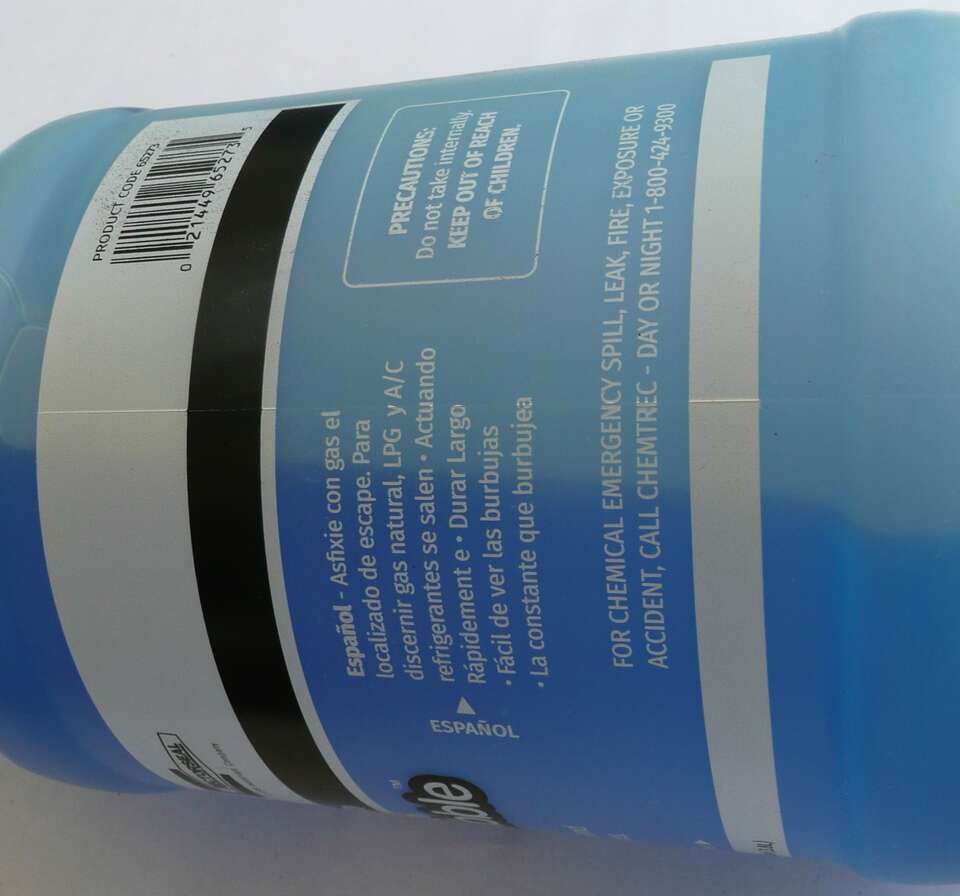 PRODUCT CODE 65273
0 21449 65273 5
PRECAUTIONS:
Do not take internally.
KEEP OUT OF REACH
OF CHILDREN.
Español - Asfixie con gas el
localizado de escape. Para
discernir gas natural, LPG y A/C
refrigerantes se salen • Actuando
Rápidement e • Durar Largo
• Fácil de ver las burbujas
• La constante que burbujea
ESPAÑOL
FOR CHEMICAL EMERGENCY SPILL, LEAK, FIRE, EXPOSURE OR
ACCIDENT, CALL CHEMTREC - DAY OR NIGHT 1-800-424-9300
ble
TM